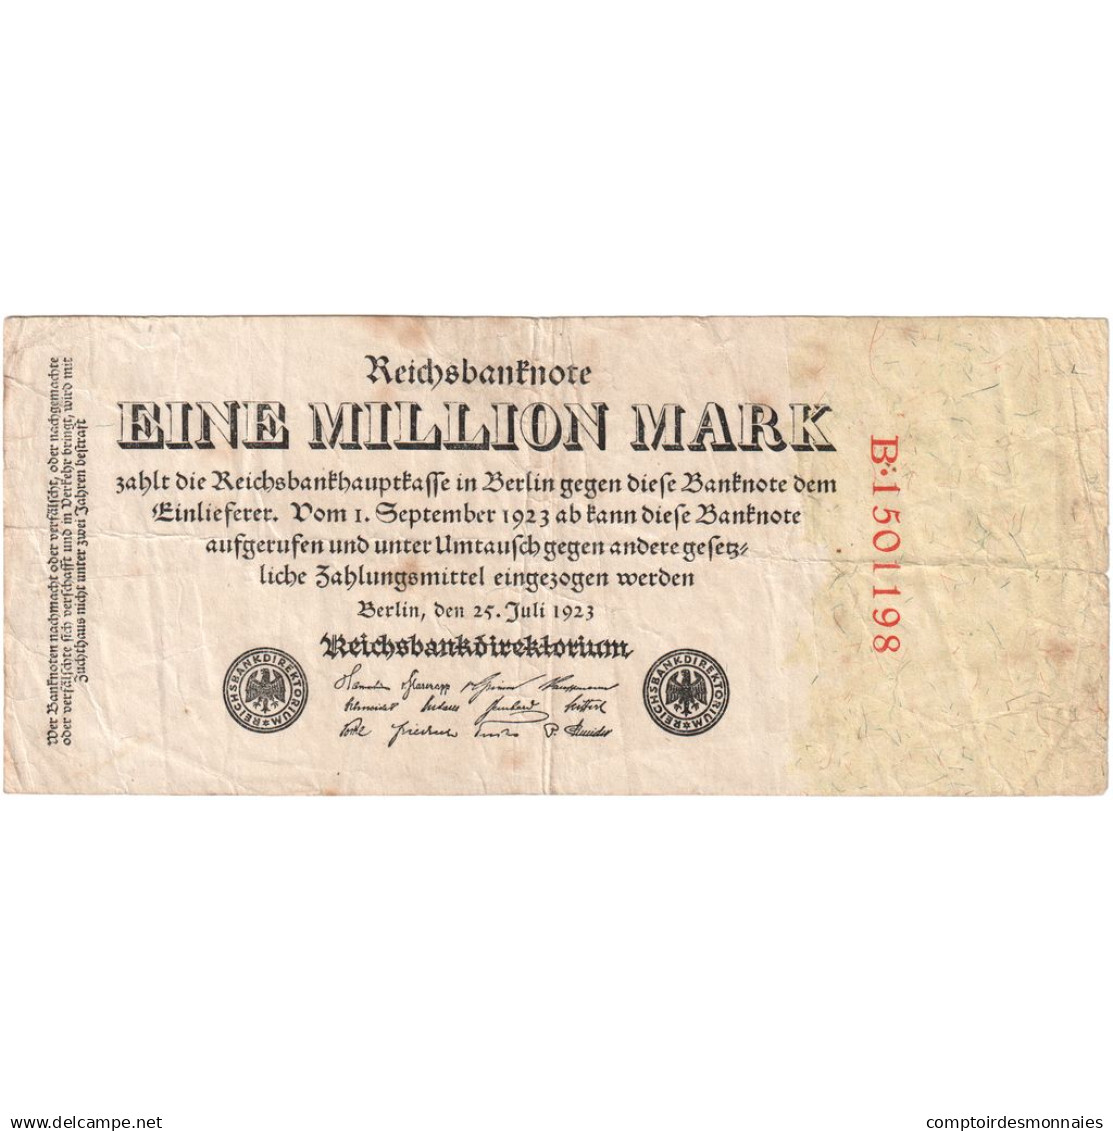 Reichsbanknote
EINE MILLION MARK
zahlt die Reichsbankhauptkasse in Berlin gegen diese Banknote dem
Einlieferer. Vom 1. September 1923 ab kann diese Banknote
aufgerufen und unter Umtausch gegen andere gesetz-
liche Zahlungsmittel eingezogen werden
Berlin, den 25. Juli 1923
Reichsbankdirektorium
REICHSBANKDIREKTORIUM
REICHSBANKDIREKTORIUM
Wer Banknoten nachmacht oder verfälscht, oder nachgemachte
oder verfälschte sich verschafft und in Verkehr bringt, wird mit
Zuchthaus nicht unter zwei Jahren bestraft
B·1501198
www.delcampe.net
comptoirdesmonnaies